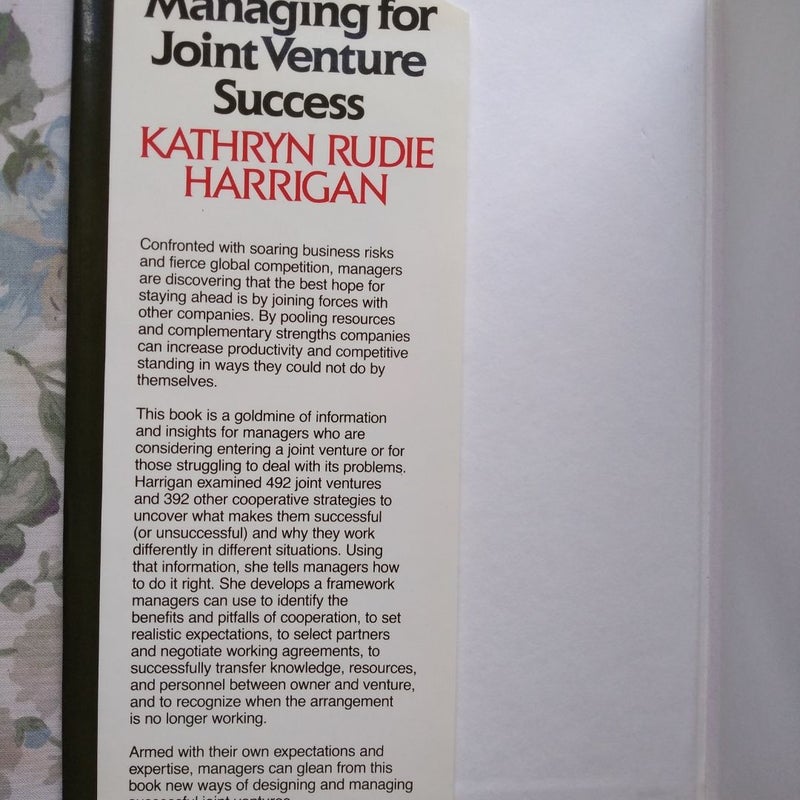 Managing for
Joint Venture
Success
KATHRYN RUDIE
HARRIGAN
Confronted with soaring business risks
and fierce global competition, managers
are discovering that the best hope for
staying ahead is by joining forces with
other companies. By pooling resources
and complementary strengths companies
can increase productivity and competitive
standing in ways they could not do by
themselves.
This book is a goldmine of information
and insights for managers who are
considering entering a joint venture or for
those struggling to deal with its problems.
Harrigan examined 492 joint ventures
and 392 other cooperative strategies to
uncover what makes them successful
(or unsuccessful) and why they work
differently in different situations. Using
that information, she tells managers how
to do it right. She develops a framework
managers can use to identify the
benefits and pitfalls of cooperation, to set
realistic expectations, to select partners
and negotiate working agreements, to
successfully transfer knowledge, resources,
and personnel between owner and venture,
and to recognize when the arrangement
is no longer working.
Armed with their own expectations and
expertise, managers can glean from this
book new ways of designing and managing
successful joint ventures.